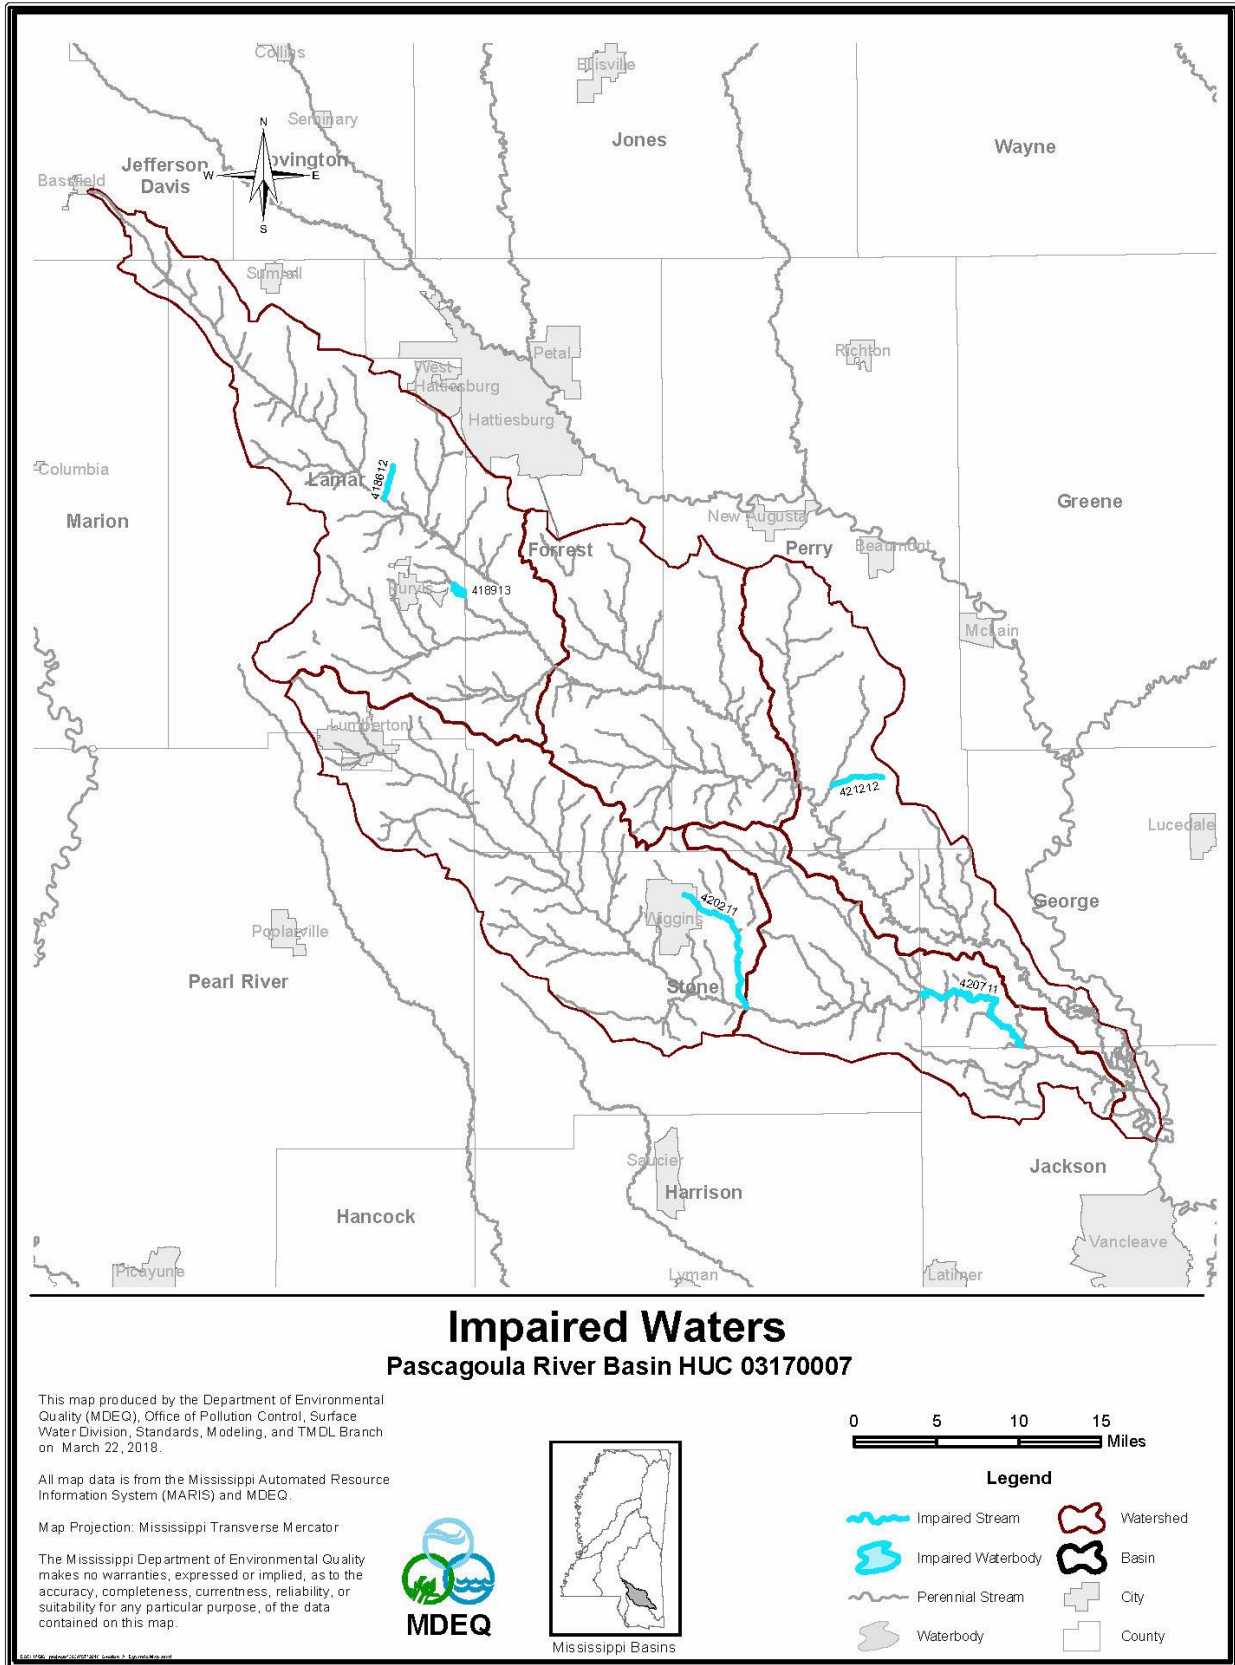 Collins
Ellisville
Seminary
Jones
Wayne
Jefferson
Davis
ovington
N
W
E
S
Bassfield
Sumrall
West
Hattiesburg
Petal
Hattiesburg
Richton
Columbia
Lamar
418612
Marion
Greene
New Augusta
Perry
Beaumont
Forrest
Purvis
418913
McLain
Lumberton
421212
Lucedale
George
420211
Wiggins
Poplarville
Pearl River
Stone
420711
Saucier
Harrison
Jackson
Hancock
Vancleave
Picayune
Lyman
Latimer
Impaired Waters
Pascagoula River Basin HUC 03170007
This map produced by the Department of Environmental
Quality (MDEQ), Office of Pollution Control, Surface
Water Division, Standards, Modeling, and TMDL Branch
on March 22, 2018.
All map data is from the Mississippi Automated Resource
Information System (MARIS) and MDEQ.
Map Projection: Mississippi Transverse Mercator
The Mississippi Department of Environmental Quality
makes no warranties, expressed or implied, as to the
accuracy, completeness, currentness, reliability, or
suitability for any particular purpose, of the data
contained on this map.
MDEQ
Mississippi Basins
0 5 10 15
Miles
Legend
Impaired Stream
Watershed
Impaired Waterbody
Basin
Perennial Stream
City
Waterbody
County